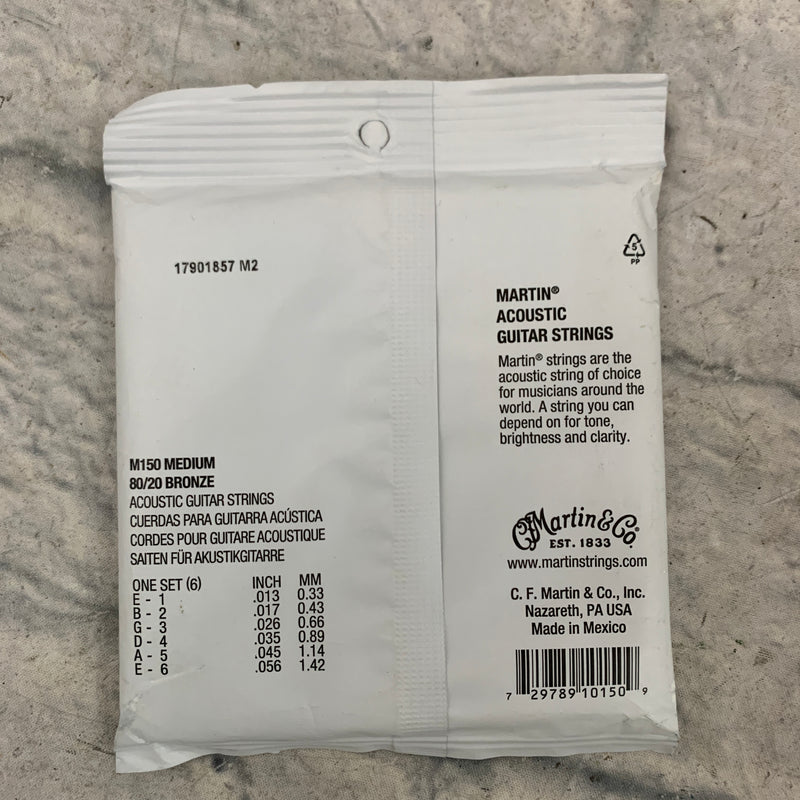 17901857 M2
5
PP
MARTIN®
ACOUSTIC
GUITAR STRINGS
Martin® strings are the
acoustic string of choice
for musicians around the
world. A string you can
depend on for tone,
brightness and clarity.
M150 MEDIUM
80/20 BRONZE
ACOUSTIC GUITAR STRINGS
CUERDAS PARA GUITARRA ACÚSTICA
CORDES POUR GUITARE ACOUSTIQUE
SAITEN FÜR AKUSTIKGITARRE
ONE SET (6) INCH MM
E - 1 .013 0.33
B - 2 .017 0.43
G - 3 .026 0.66
D - 4 .035 0.89
A - 5 .045 1.14
E - 6 .056 1.42
CFMartin & Co.
EST. 1833
www.martinstrings.com
C. F. Martin & Co., Inc.
Nazareth, PA USA
Made in Mexico
7 29789 10150 9